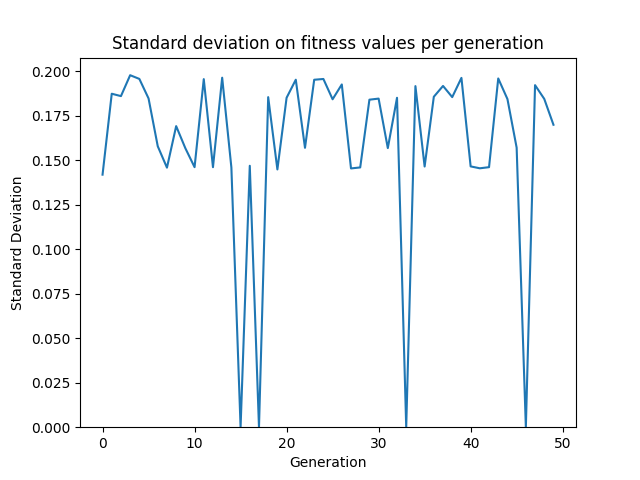 Standard deviation on fitness values per generation
0.200
0.175
0.150
0.125
0.100
0.075
0.050
0.025
0.000
Standard Deviation
0 10 20 30 40 50
Generation